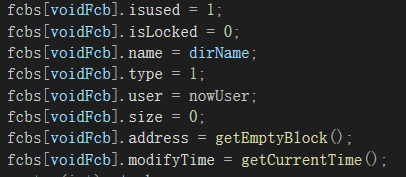 fcbs[voidFcb].isused = 1;
fcbs[voidFcb].isLocked = 0;
fcbs[voidFcb].name = dirName;
fcbs[voidFcb].type = 1;
fcbs[voidFcb].user = nowUser;
fcbs[voidFcb].size = 0;
fcbs[voidFcb].address = getEmptyBlock();
fcbs[voidFcb].modifyTime = getCurrentTime();